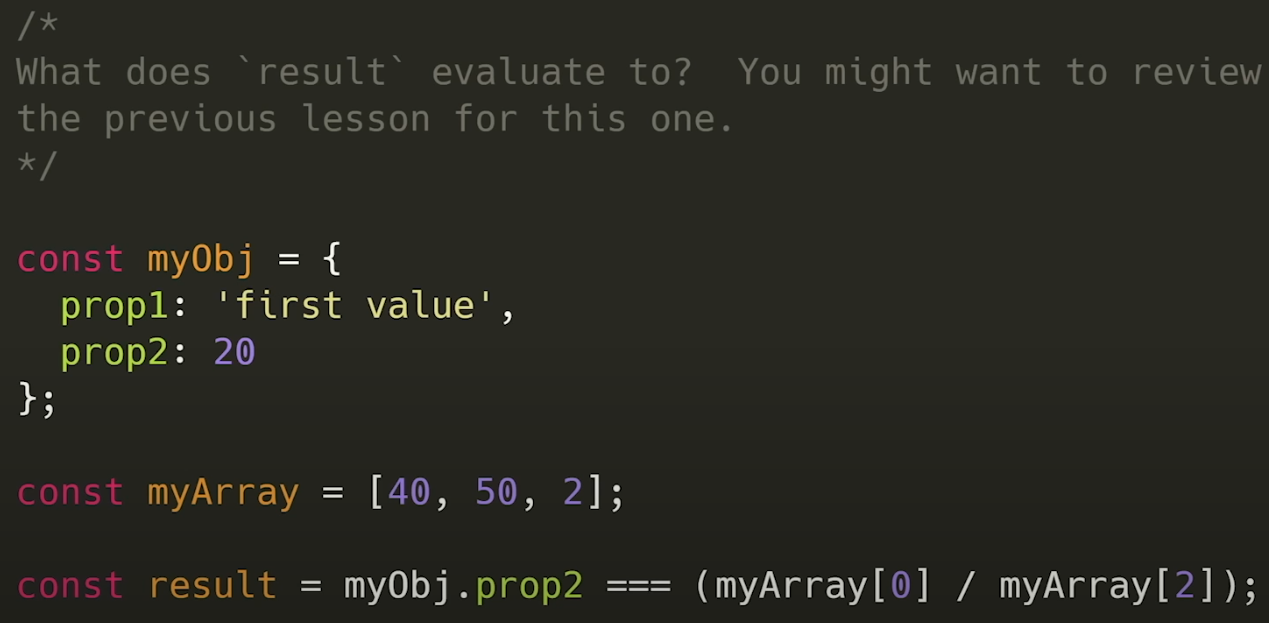 /*
What does `result` evaluate to?  You might want to review
the previous lesson for this one.
*/
const myObj = {
  prop1: 'first value',
  prop2: 20
};
const myArray = [40, 50, 2];
const result = myObj.prop2 === (myArray[0] / myArray[2]);